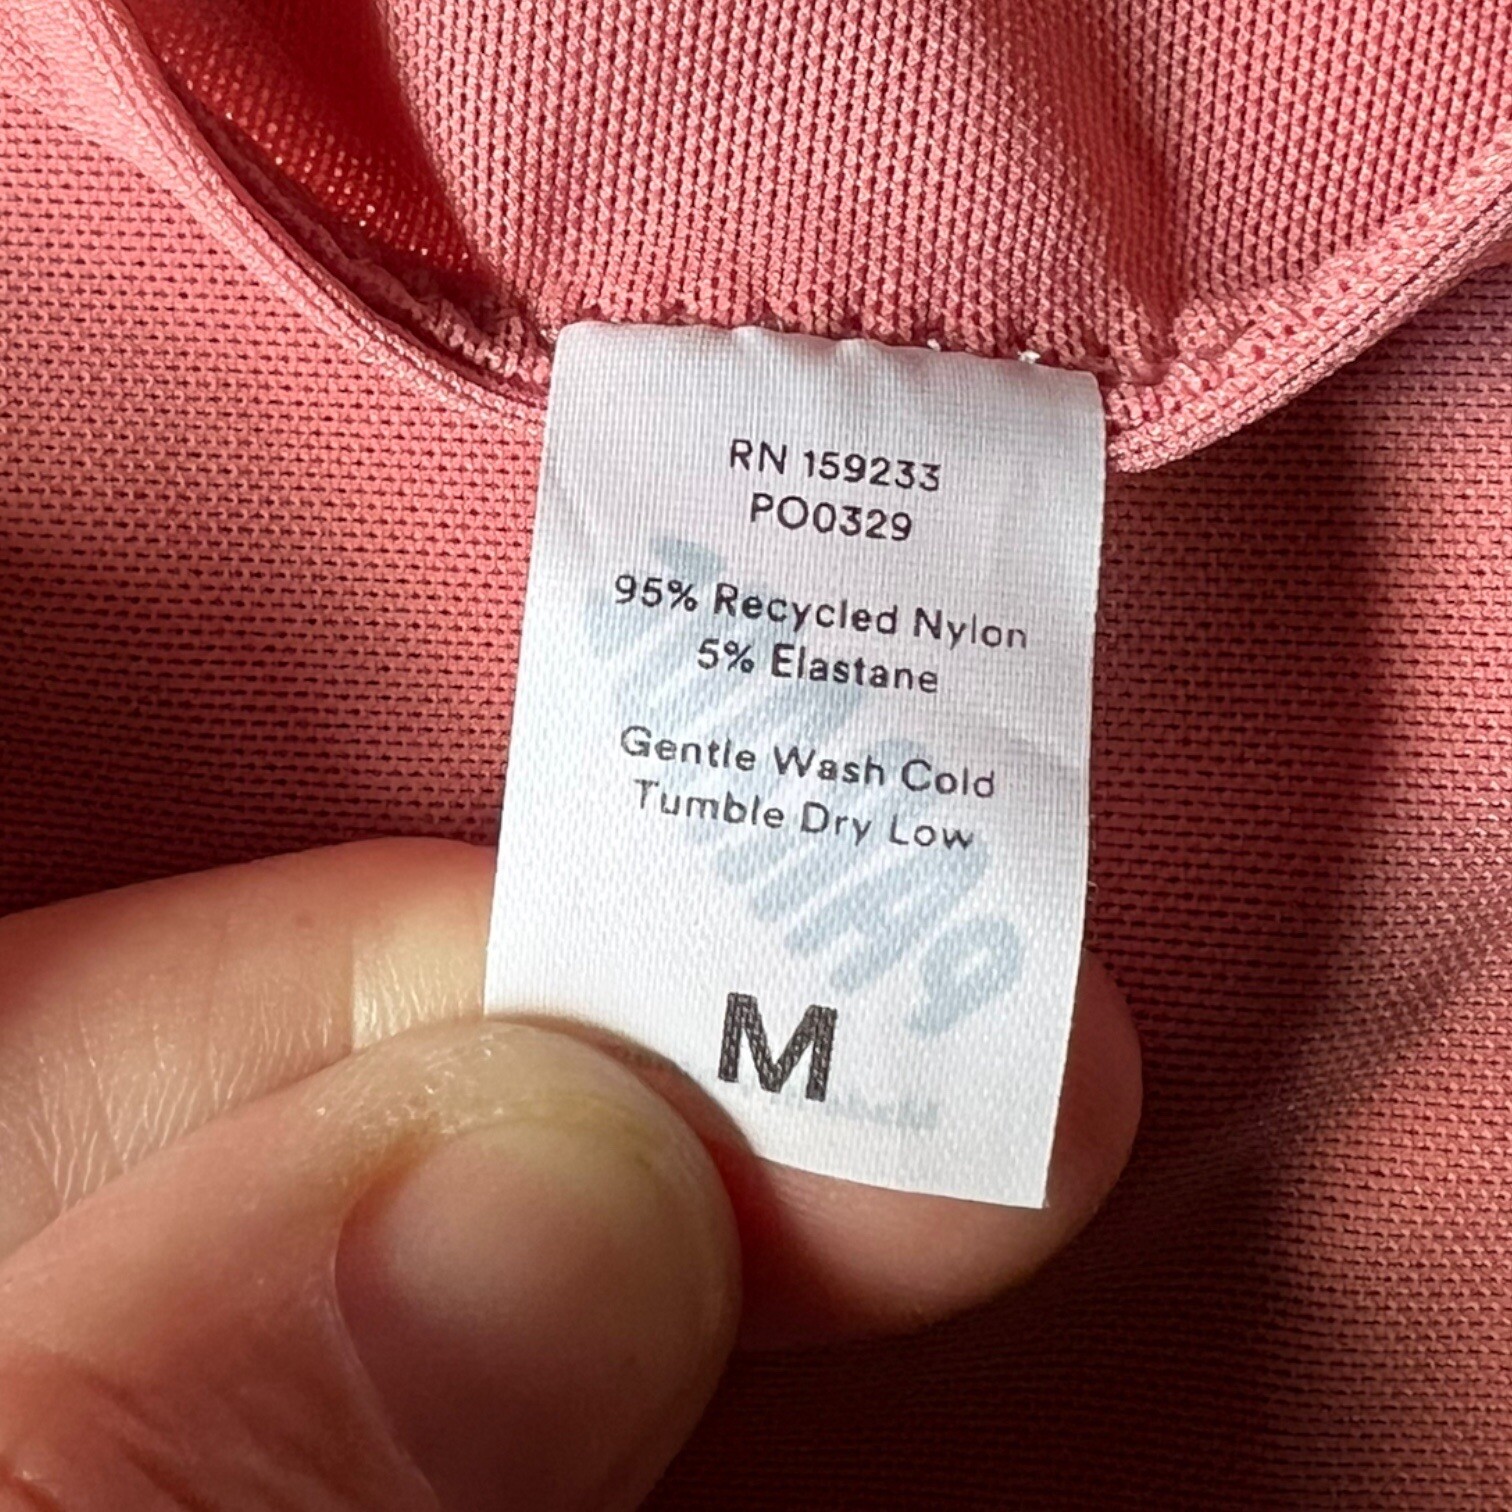 RN 159233
PO0329
95% Recycled Nylon
5% Elastane
Gentle Wash Cold
Tumble Dry Low
M